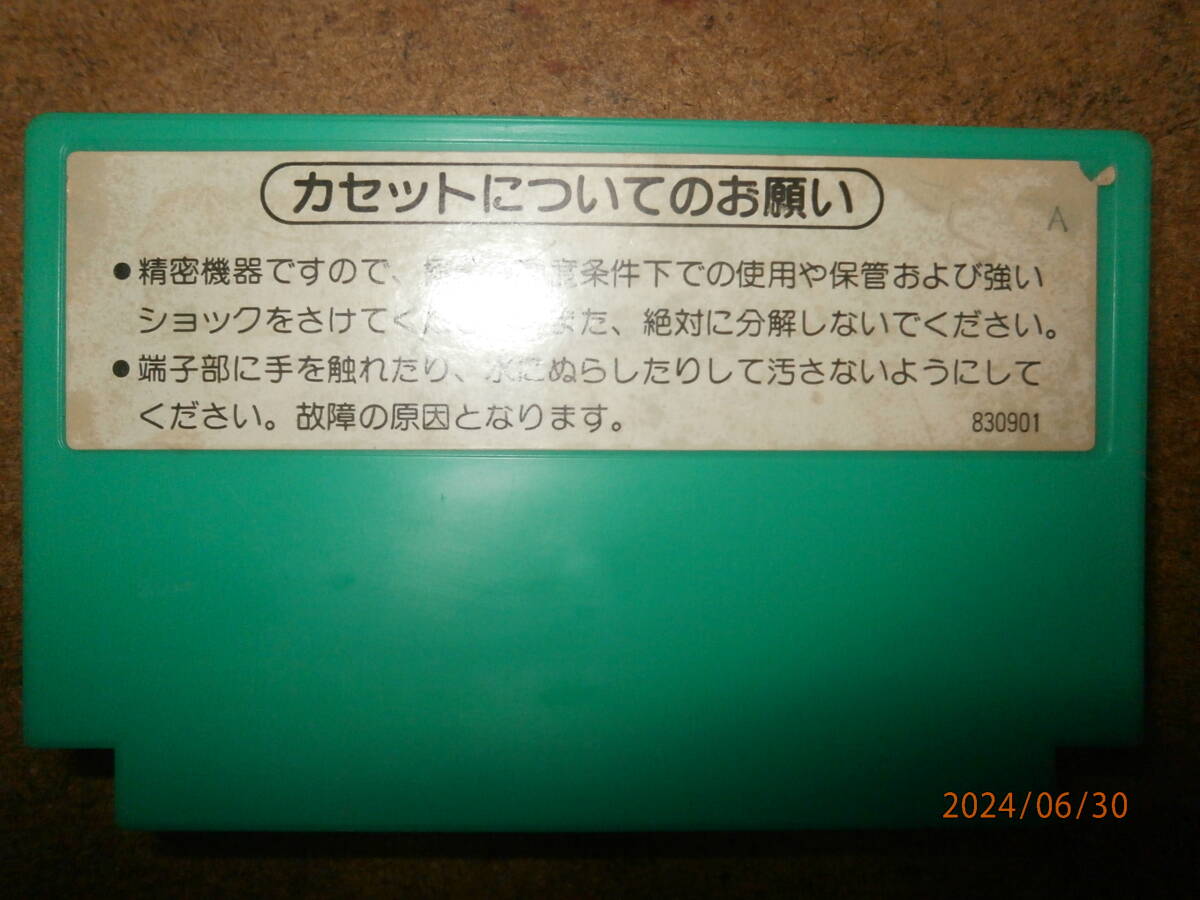 カセットについてのお願い
A
●精密機器ですので、 条件下での使用や保管および強い
ショックをさけてく また、絶対に分解しないでください。
●端子部に手を触れたり、水にぬらしたりして汚さないようにして
ください。故障の原因となります。
830901
2024/06/30